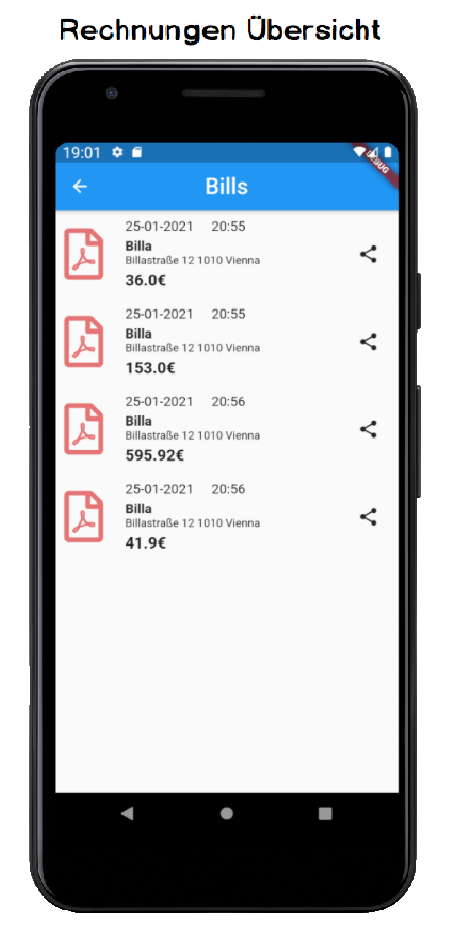 Rechnungen Übersicht
19:01
DEBUG
Bills
25-01-2021 20:55
Billa
Billastraße 12 1010 Vienna
36.0€
25-01-2021 20:55
Billa
Billastraße 12 1010 Vienna
153.0€
25-01-2021 20:56
Billa
Billastraße 12 1010 Vienna
595.92€
25-01-2021 20:56
Billa
Billastraße 12 1010 Vienna
41.9€